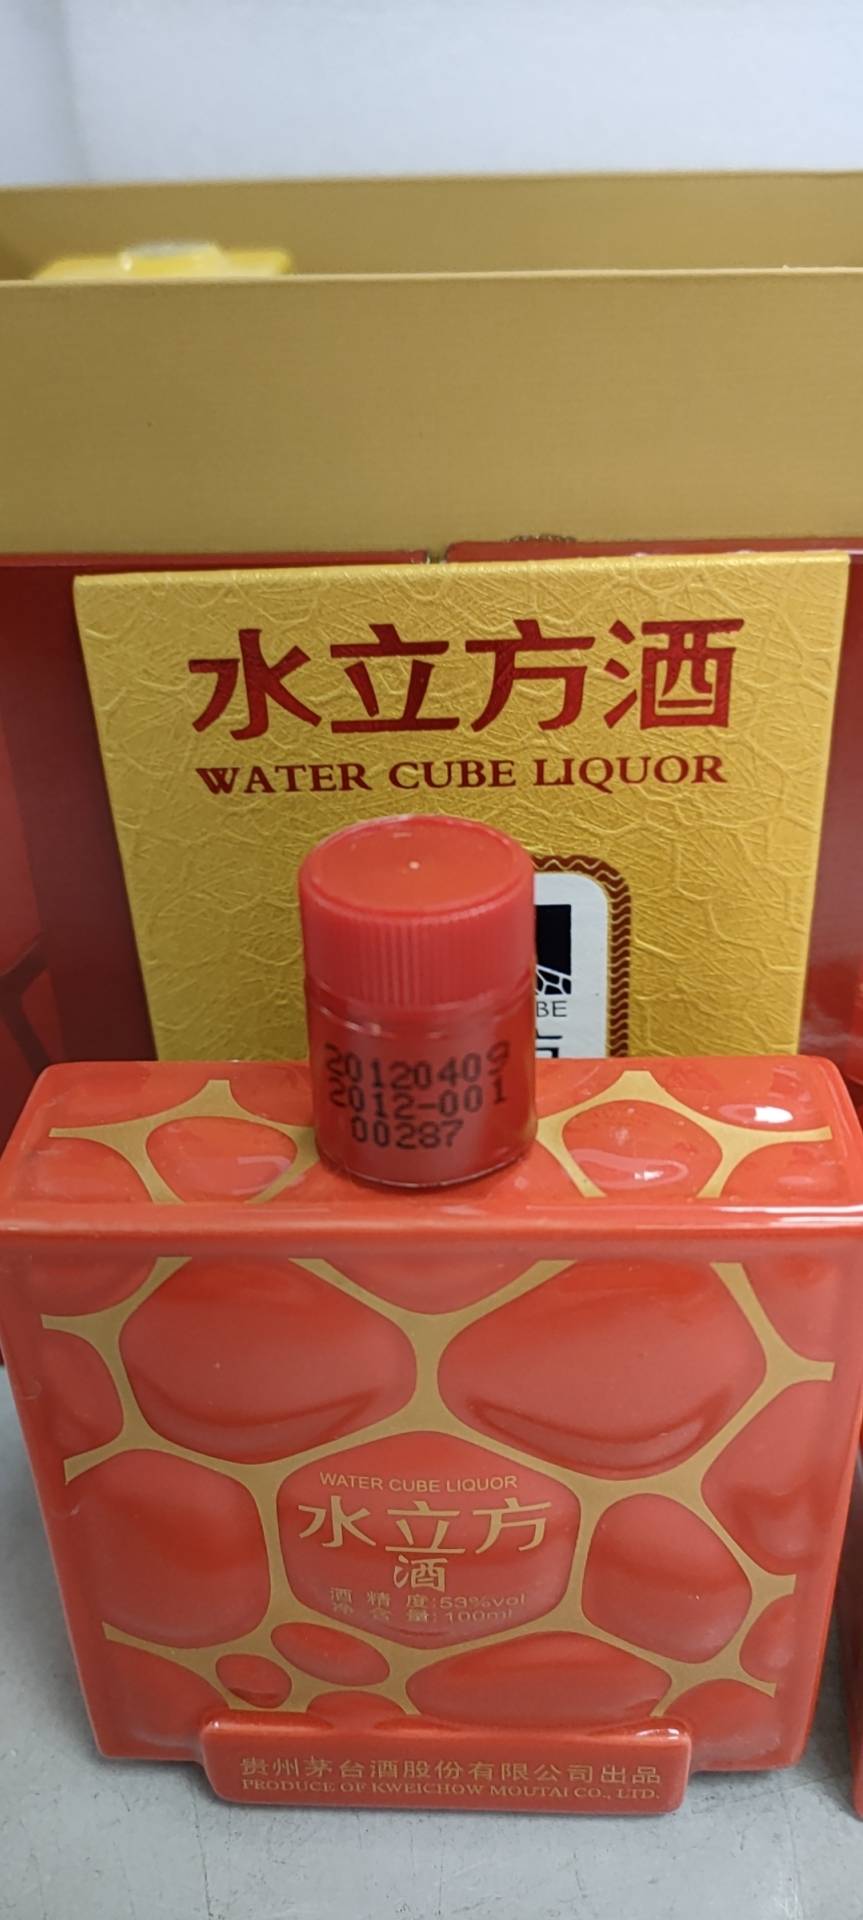 水立方酒
WATER CUBE LIQUOR
BE
20120409
2012-001
00287
WATER CUBE LIQUOR
水立方
酒
酒精度:53%vol
净含量:100ml
贵州茅台酒股份有限公司出品
PRODUCE OF KWEICHOW MOUTAI CO., LTD.